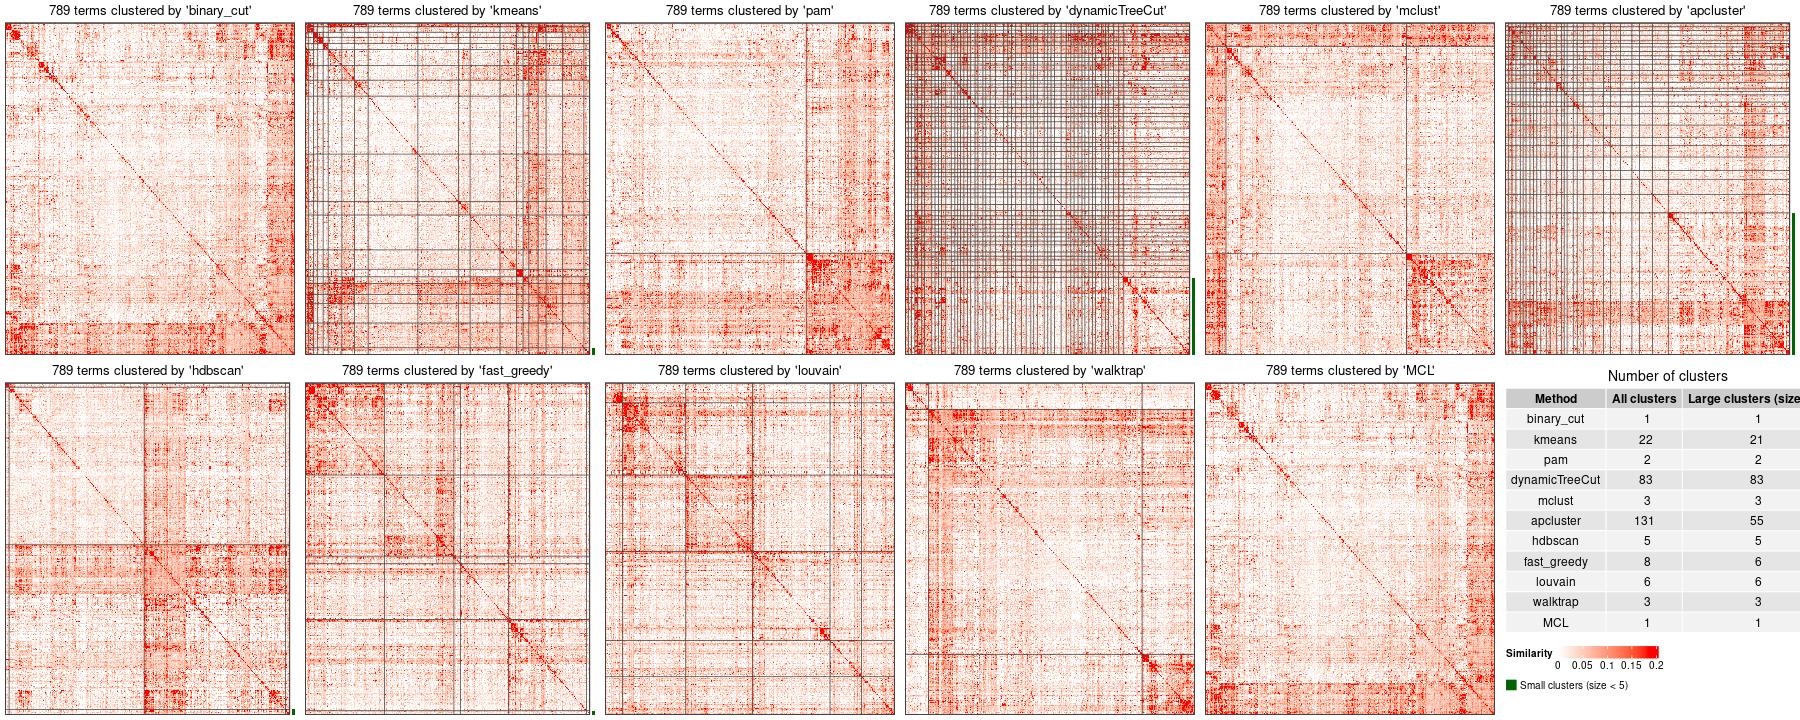 789 terms clustered by 'binary_cut'
789 terms clustered by 'kmeans'
789 terms clustered by 'pam'
789 terms clustered by 'dynamicTreeCut'
789 terms clustered by 'mclust'
789 terms clustered by 'apcluster'
789 terms clustered by 'hdbscan'
789 terms clustered by 'fast_greedy'
789 terms clustered by 'louvain'
789 terms clustered by 'walktrap'
789 terms clustered by 'MCL'
Number of clusters
Method All clusters Large clusters (size
binary_cut 1 1
kmeans 22 21
pam 2 2
dynamicTreeCut 83 83
mclust 3 3
apcluster 131 55
hdbscan 5 5
fast_greedy 8 6
louvain 6 6
walktrap 3 3
MCL 1 1
Similarity
0 0.05 0.1 0.15 0.2
Small clusters (size < 5)